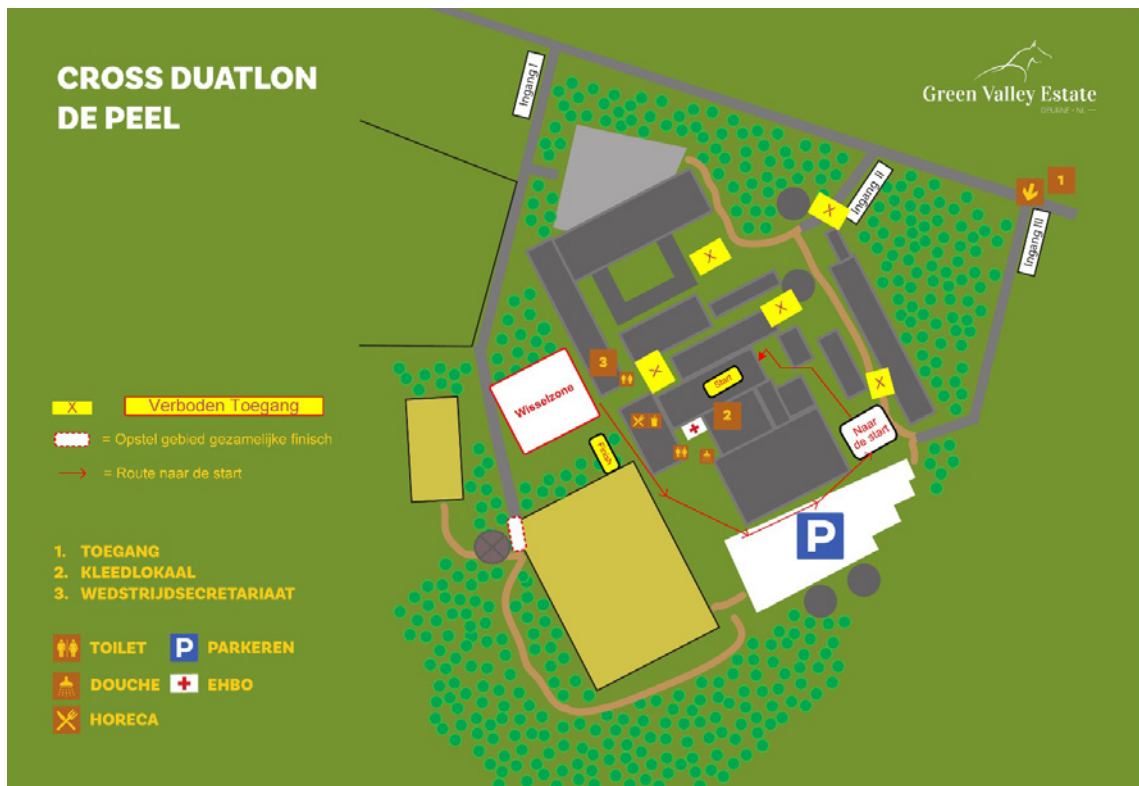 CROSS DUATLON
DE PEEL
Ingang I
Green Valley Estate
DEURNE - NL
1
Ingang II
Ingang III
X
X
X
3
X
Start
X
Wisselzone
2
Naar
de start
Finish
X Verboden Toegang
= Opstel gebied gezamelijke finisch
= Route naar de start
P
1. TOEGANG
2. KLEEDLOKAAL
3. WEDSTRIJDSECRETARIAAT
TOILET P PARKEREN
DOUCHE EHBO
HORECA